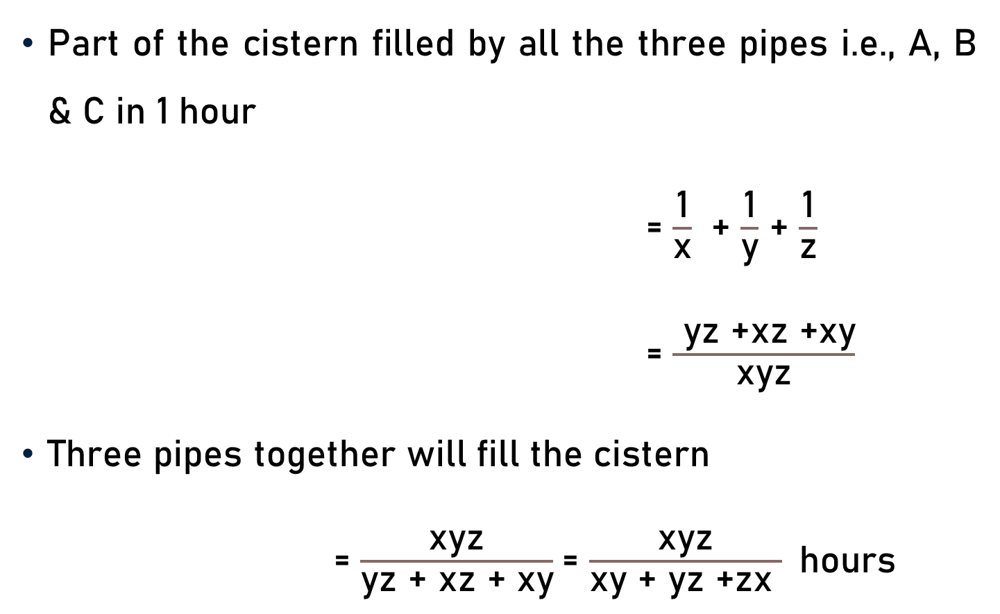 • Part of the cistern filled by all the three pipes i.e., A, B
& C in 1 hour
= 1/x + 1/y + 1/z
= yz +xz +xy / xyz
• Three pipes together will fill the cistern
= xyz / yz + xz + xy = xyz / xy + yz +zx hours